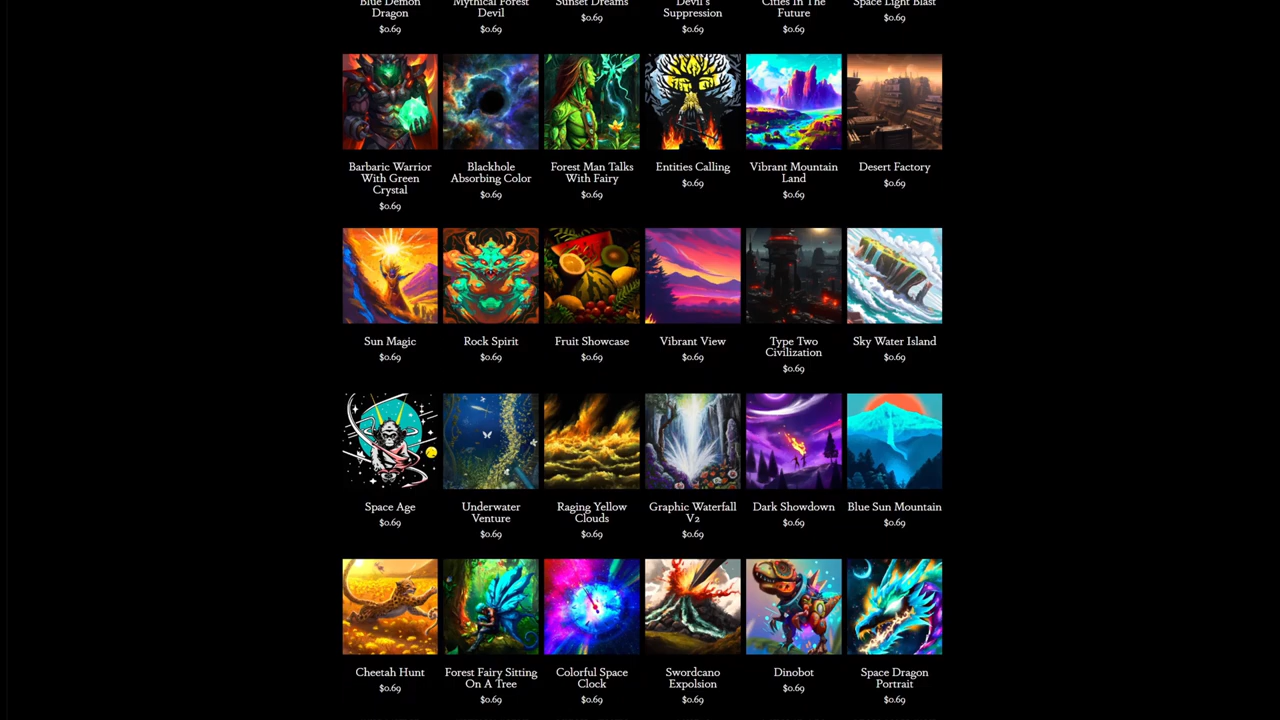 Blue Demon
Dragon
$0.69
Mythical Forest
Devil
$0.69
Sunset Dreams
$0.69
Devil's
Suppression
$0.69
Cities In The
Future
$0.69
Space Light Blast
$0.69
Barbaric Warrior
With Green
Crystal
$0.69
Blackhole
Absorbing Color
$0.69
Forest Man Talks
With Fairy
$0.69
Entities Calling
$0.69
Vibrant Mountain
Land
$0.69
Desert Factory
$0.69
Sun Magic
$0.69
Rock Spirit
$0.69
Fruit Showcase
$0.69
Vibrant View
$0.69
Type Two
Civilization
$0.69
Sky Water Island
$0.69
Space Age
$0.69
Underwater
Venture
$0.69
Raging Yellow
Clouds
$0.69
Graphic Waterfall
V2
$0.69
Dark Showdown
$0.69
Blue Sun Mountain
$0.69
Cheetah Hunt
$0.69
Forest Fairy Sitting
On A Tree
$0.69
Colorful Space
Clock
$0.69
Swordcano
Expolsion
$0.69
Dinobot
$0.69
Space Dragon
Portrait
$0.69